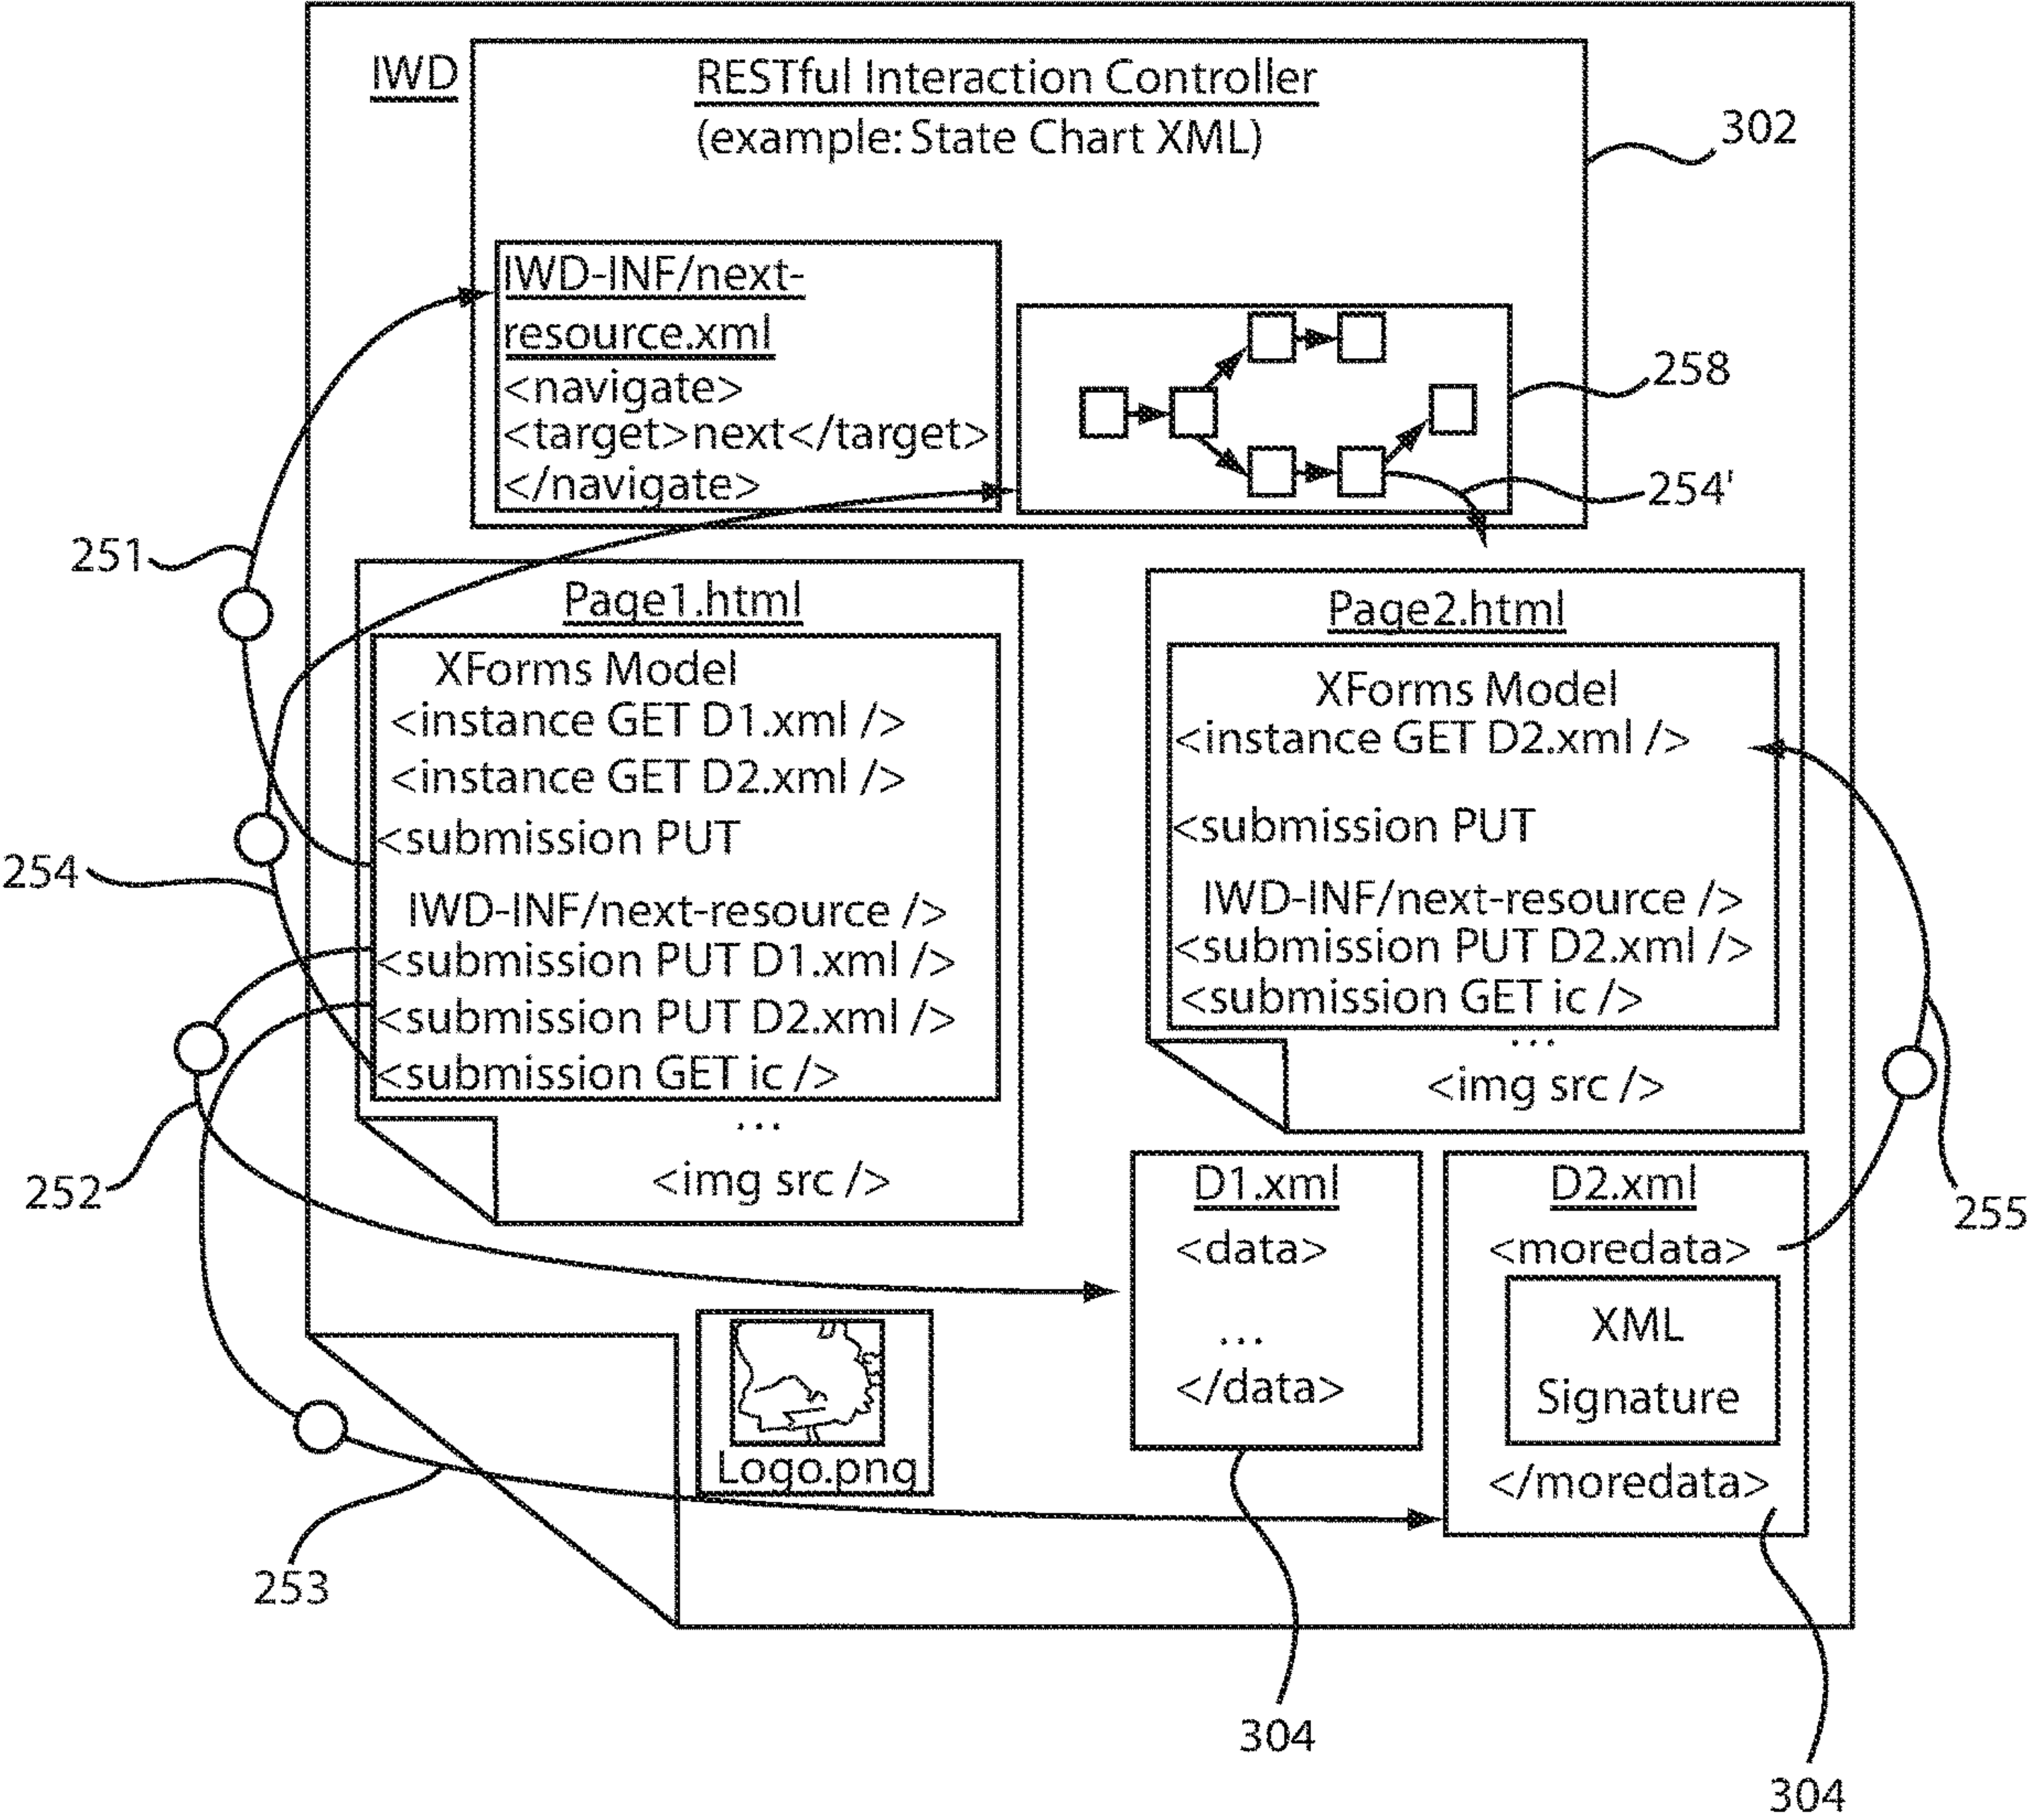 IWD
RESTful Interaction Controller
(example: State Chart XML)
302
IWD-INF/next-
resource.xml
<navigate>
<target>next</target>
</navigate>
258
254'
251
Page1.html
XForms Model
<instance GET D1.xml />
<instance GET D2.xml />
<submission PUT
IWD-INF/next-resource />
<submission PUT D1.xml />
<submission PUT D2.xml />
<submission GET ic />
...
<img src />
Page2.html
XForms Model
<instance GET D2.xml />
<submission PUT
IWD-INF/next-resource />
<submission PUT D2.xml />
<submission GET ic />
...
<img src />
254
252
255
D1.xml
<data>
...
</data>
D2.xml
<moredata>
XML
Signature
</moredata>
Logo.png
253
304
304